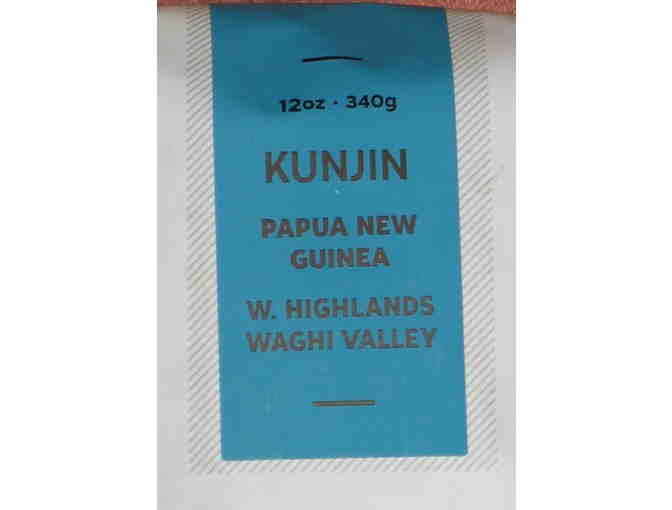 12oz · 340g
KUNJIN
PAPUA NEW
GUINEA
W. HIGHLANDS
WAGHI VALLEY